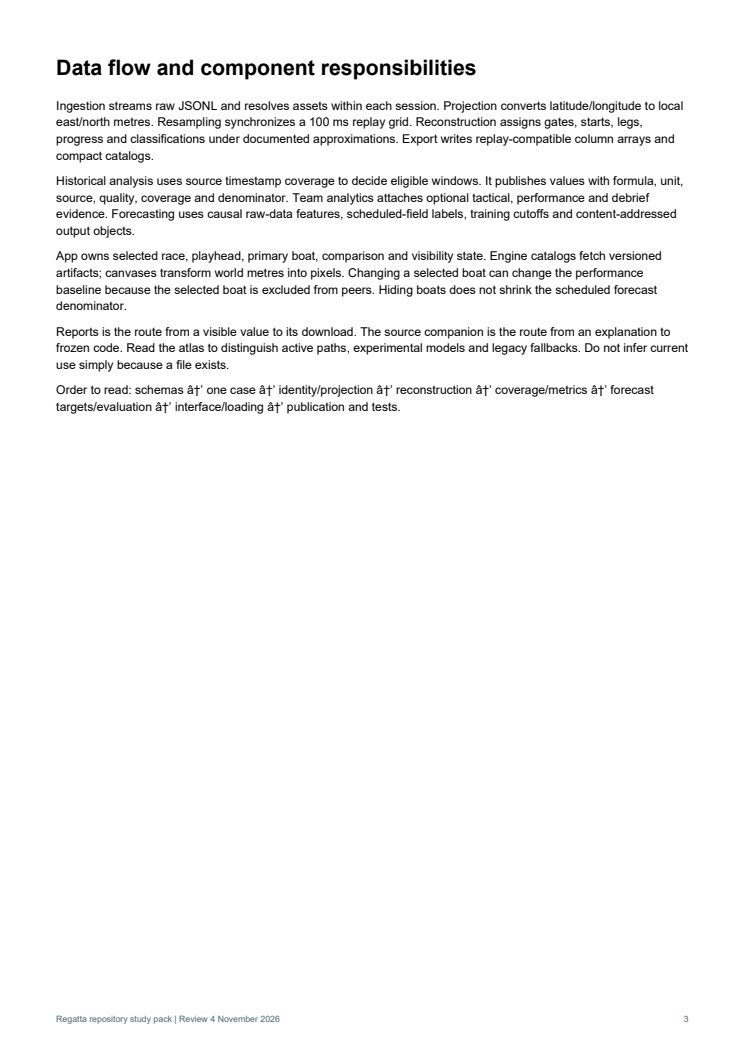 Data flow and component responsibilities
Ingestion streams raw JSONL and resolves assets within each session. Projection converts latitude/longitude to local
east/north metres. Resampling synchronizes a 100 ms replay grid. Reconstruction assigns gates, starts, legs,
progress and classifications under documented approximations. Export writes replay-compatible column arrays and
compact catalogs.
Historical analysis uses source timestamp coverage to decide eligible windows. It publishes values with formula, unit,
source, quality, coverage and denominator. Team analytics attaches optional tactical, performance and debrief
evidence. Forecasting uses causal raw-data features, scheduled-field labels, training cutoffs and content-addressed
output objects.
App owns selected race, playhead, primary boat, comparison and visibility state. Engine catalogs fetch versioned
artifacts; canvases transform world metres into pixels. Changing a selected boat can change the performance
baseline because the selected boat is excluded from peers. Hiding boats does not shrink the scheduled forecast
denominator.
Reports is the route from a visible value to its download. The source companion is the route from an explanation to
frozen code. Read the atlas to distinguish active paths, experimental models and legacy fallbacks. Do not infer current
use simply because a file exists.
Order to read: schemas â†’ one case â†’ identity/projection â†’ reconstruction â†’ coverage/metrics â†’ forecast
targets/evaluation â†’ interface/loading â†’ publication and tests.
Regatta repository study pack | Review 4 November 2026 3